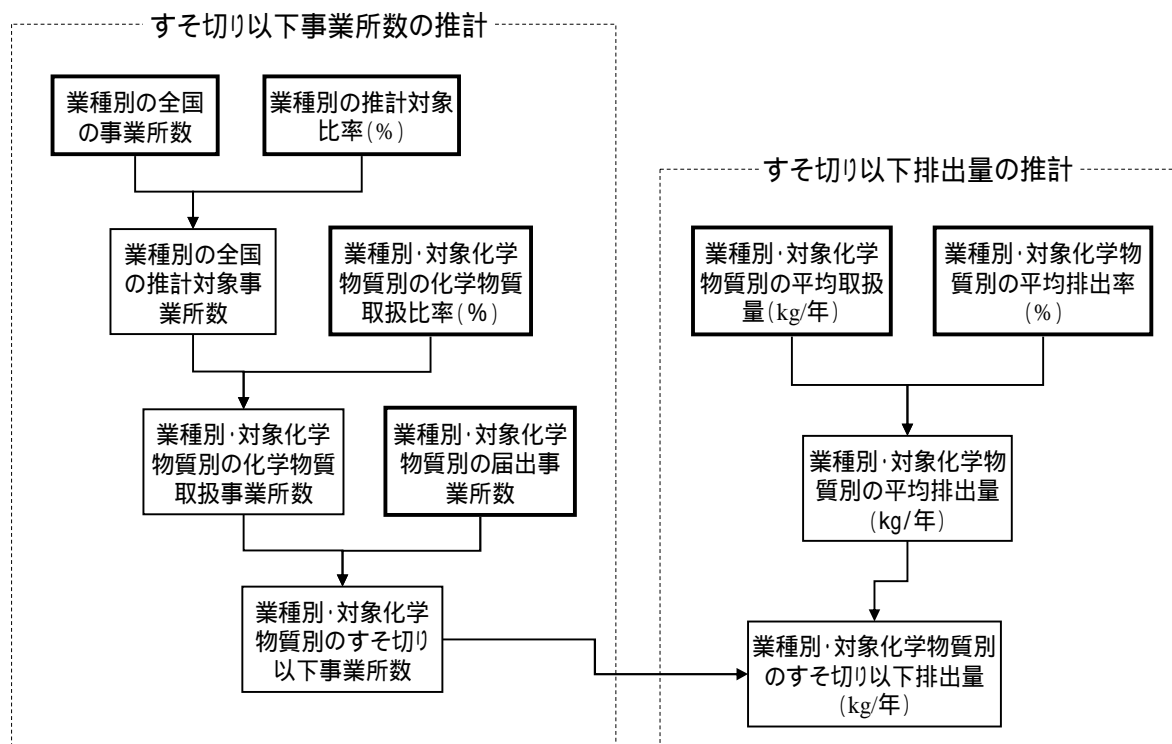 すそ切り以下事業所数の推計
業種別の全国
の事業所数
業種別の推計対象
比率(%)
業種別の全国
の推計対象事
業所数
業種別・対象化学
物質別の化学物質
取扱比率(%)
業種別・対象化学
物質別の化学物質
取扱事業所数
業種別・対象化学
物質別の届出事
業所数
業種別・対象化学
物質別のすそ切り
以下事業所数
すそ切り以下排出量の推計
業種別・対象化学
物質別の平均取扱
量(kg/年)
業種別・対象化学物
質別の平均排出率
(%)
業種別・対象化学物
質別の平均排出量
(kg/年)
業種別・対象化学物質別
のすそ切り以下排出量
(kg/年)